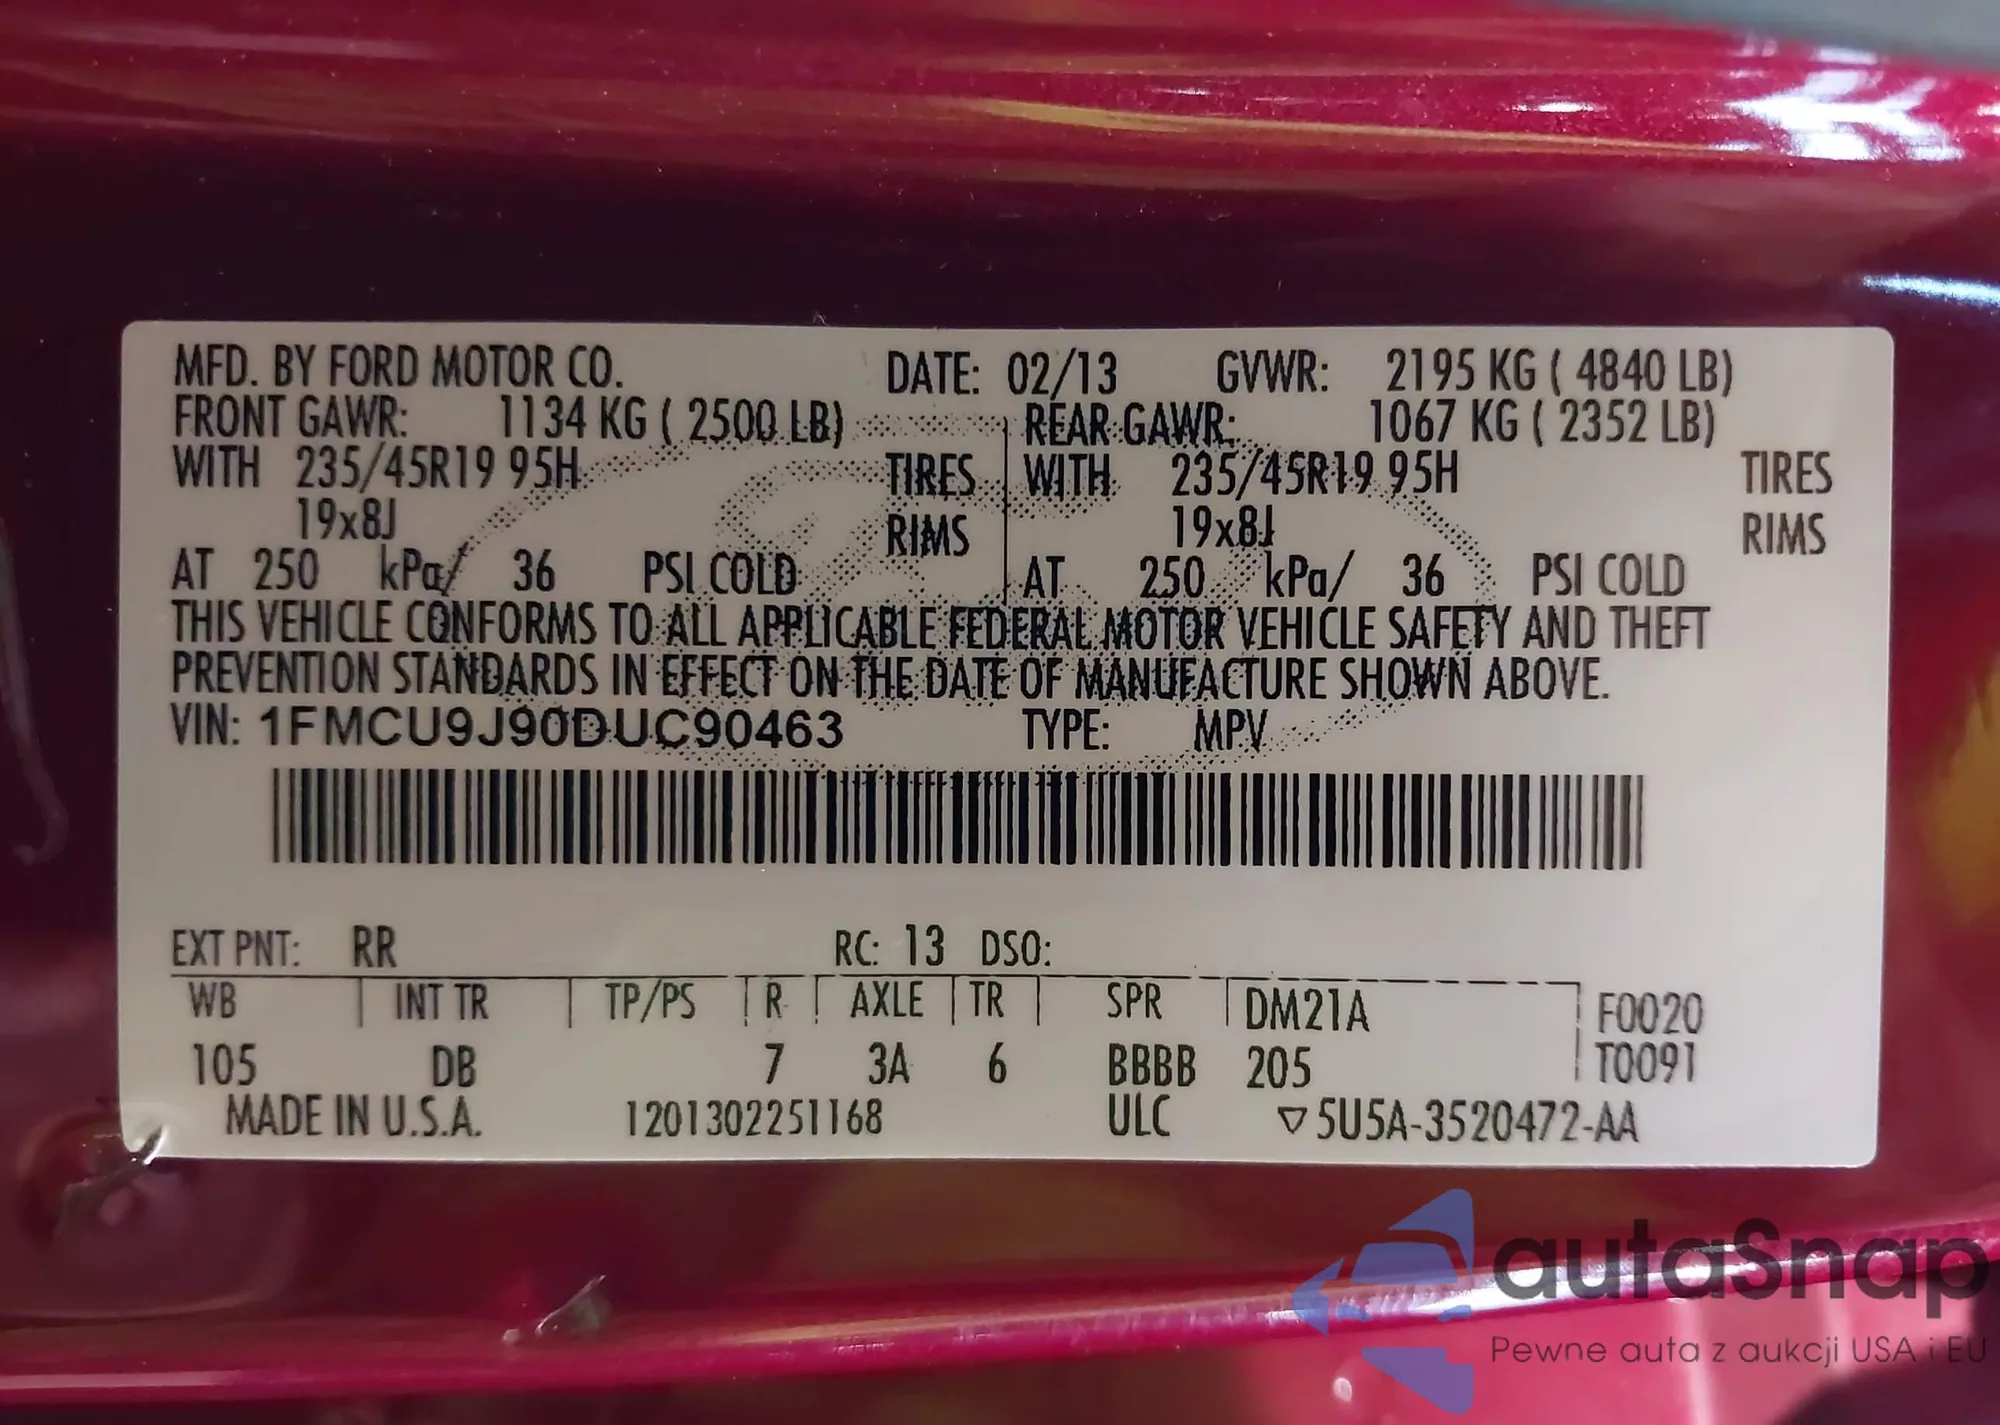 MFD. BY FORD MOTOR CO. DATE: 02/13 GVWR: 2195 KG ( 4840 LB)
FRONT GAWR: 1134 KG ( 2500 LB) REAR GAWR: 1067 KG ( 2352 LB)
WITH 235/45R19 95H TIRES WITH 235/45R19 95H TIRES
19x8J RIMS 19x8J RIMS
AT 250 kPa/ 36 PSI COLD AT 250 kPa/ 36 PSI COLD
THIS VEHICLE CONFORMS TO ALL APPLICABLE FEDERAL MOTOR VEHICLE SAFETY AND THEFT
PREVENTION STANDARDS IN EFFECT ON THE DATE OF MANUFACTURE SHOWN ABOVE.
VIN: 1FMCU9J90DUC90463 TYPE: MPV
EXT PNT: RR RC: 13 DSO:
WB INT TR TP/PS R AXLE TR SPR DM21A F0020
105 DB 7 3A 6 BBBB 205 T0091
MADE IN U.S.A. 1201302251168 ULC ▽5U5A-3520472-AA
autaSnap
Pewne auta z aukcji USA i EU